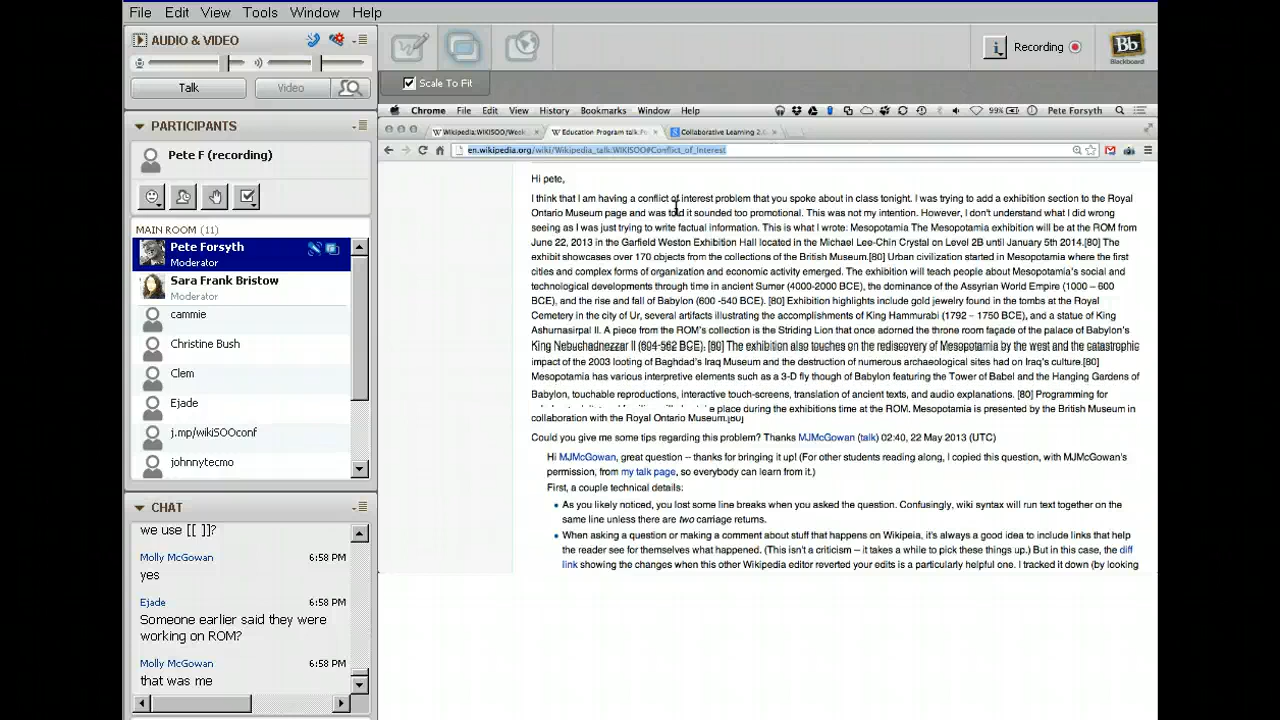 File Edit View Tools Window Help
AUDIO & VIDEO
Talk
Video
PARTICIPANTS
Pete F (recording)
MAIN ROOM (11)
Pete Forsyth
Moderator
Sara Frank Bristow
Moderator
cammie
Christine Bush
Clem
Ejade
j.mp/wikiSOOconf
johnnytecmo
CHAT
we use [[ ]]?
Molly McGowan 6:58 PM
yes
Ejade 6:58 PM
Someone earlier said they were
working on ROM?
Molly McGowan 6:58 PM
that was me
Recording
Bb
Blackboard
Scale To Fit
Chrome File Edit View History Bookmarks Window Help 99% Pete Forsyth
Wikipedia:WIKISOO/Week Education Program talk:Pe Collaborative Learning 2.
en.wikipedia.org/wiki/Wikipedia_talk:WIKISOO#Conflict_of_interest
Hi pete,
I think that I am having a conflict of interest problem that you spoke about in class tonight. I was trying to add a exhibition section to the Royal
Ontario Museum page and was told it sounded too promotional. This was not my intention. However, I don't understand what I did wrong
seeing as I was just trying to write factual information. This is what I wrote: Mesopotamia The Mesopotamia exhibition will be at the ROM from
June 22, 2013 in the Garfield Weston Exhibition Hall located in the Michael Lee-Chin Crystal on Level 2B until January 5th 2014.[80] The
exhibit showcases over 170 objects from the collections of the British Museum.[80] Urban civilization started in Mesopotamia where the first
cities and complex forms of organization and economic activity emerged. The exhibition will teach people about Mesopotamia's social and
technological developments through time in ancient Sumer (4000-2000 BCE), the dominance of the Assyrian World Empire (1000 – 600
BCE), and the rise and fall of Babylon (600 -540 BCE). [80] Exhibition highlights include gold jewelry found in the tombs at the Royal
Cemetery in the city of Ur, several artifacts illustrating the accomplishments of King Hammurabi (1792 – 1750 BCE), and a statue of King
Ashurnasirpal II. A piece from the ROM's collection is the Striding Lion that once adorned the throne room façade of the palace of Babylon's
King Nebuchadnezzar II (604-562 BCE). [80] The exhibition also touches on the rediscovery of Mesopotamia by the west and the catastrophic
impact of the 2003 looting of Baghdad's Iraq Museum and the destruction of numerous archaeological sites had on Iraq's culture.[80]
Mesopotamia has various interpretive elements such as a 3-D fly though of Babylon featuring the Tower of Babel and the Hanging Gardens of
Babylon, touchable reproductions, interactive touch-screens, translation of ancient texts, and audio explanations. [80] Programming for
place during the exhibitions time at the ROM. Mesopotamia is presented by the British Museum in
collaboration with the Royal Ontario Museum.[80]
Could you give me some tips regarding this problem? Thanks MJMcGowan (talk) 02:40, 22 May 2013 (UTC)
Hi MJMcGowan, great question -- thanks for bringing it up! (For other students reading along, I copied this question, with MJMcGowan's
permission, from my talk page, so everybody can learn from it.)
First, a couple technical details:
As you likely noticed, you lost some line breaks when you asked the question. Confusingly, wiki syntax will run text together on
the same line unless there are two carriage returns.
When asking a question or making a comment about stuff that happens on Wikipeia, it's always a good idea to include links that help
the reader see for themselves what happened. (This isn't a criticism -- it takes a while to pick these things up.) But in this case, the diff
link showing the changes when this other Wikipedia editor reverted your edits is a particularly helpful one. I tracked it down (by looking